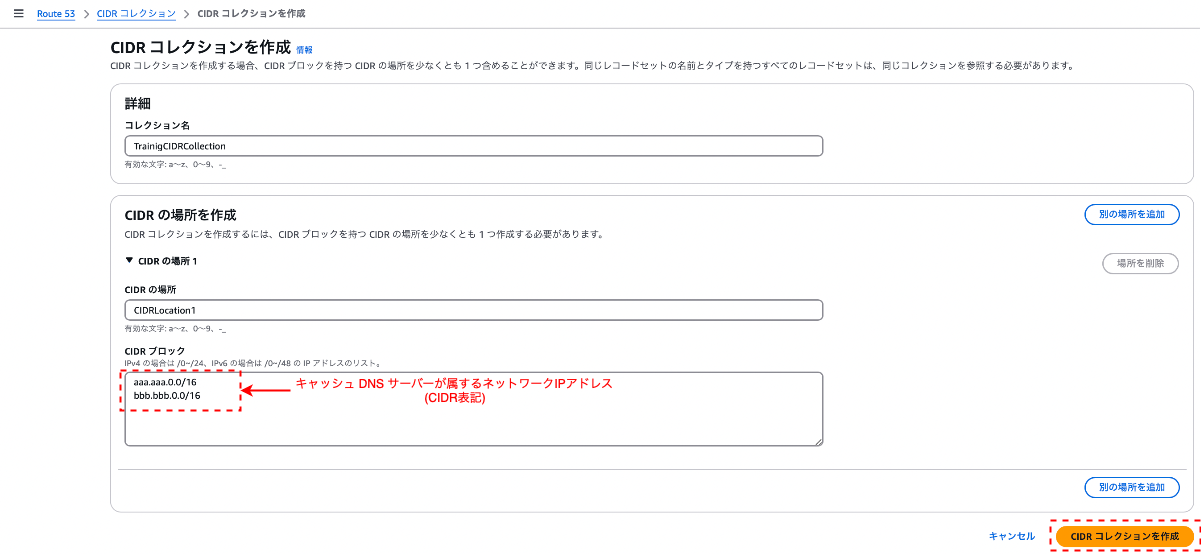 Route 53 > CIDR コレクション > CIDR コレクションを作成
CIDR コレクションを作成 情報
CIDR コレクションを作成する場合、CIDR ブロックを持つ CIDR の場所を少なくとも 1 つ含めることができます。同じレコードセットの名前とタイプを持つすべてのレコードセットは、同じコレクションを参照する必要があります。
詳細
コレクション名
TrainigCIDRCollection
有効な文字: a～z、0～9、-_
CIDR の場所を作成
別の場所を追加
CIDR コレクションを作成するには、CIDR ブロックを持つ CIDR の場所を少なくとも 1 つ作成する必要があります。
▼ CIDR の場所 1
場所を削除
CIDR の場所
CIDRLocation1
有効な文字: a～z、0～9、-_
CIDR ブロック
IPv4 の場合は /0~/24、IPv6 の場合は /0~/48 の IP アドレスのリスト。
aaa.aaa.0.0/16
bbb.bbb.0.0/16
キャッシュ DNS サーバーが属するネットワークIPアドレス
(CIDR表記)
別の場所を追加
キャンセル
CIDR コレクションを作成